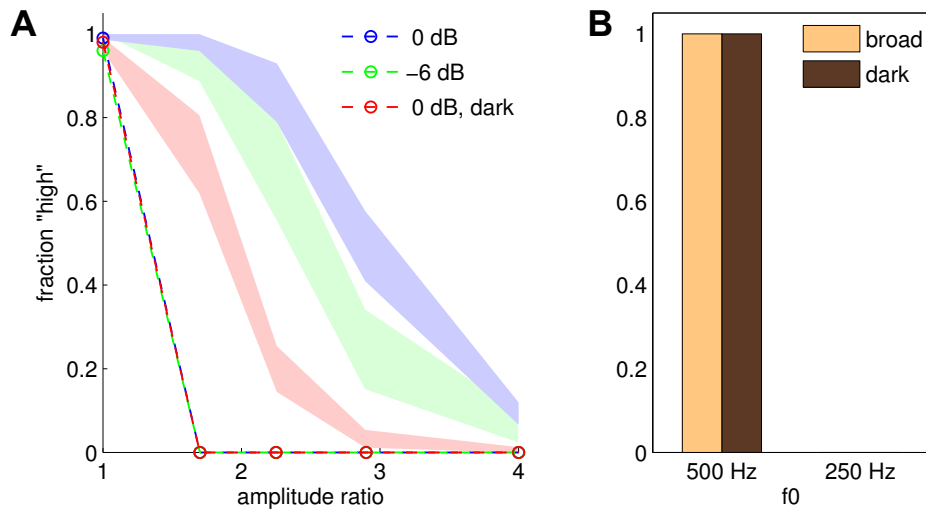 A
fraction "high"
1
0.8
0.6
0.4
0.2
0
1
2
3
4
amplitude ratio
0 dB
−6 dB
0 dB, dark
B
1
0.8
0.6
0.4
0.2
0
500 Hz
250 Hz
f0
broad
dark